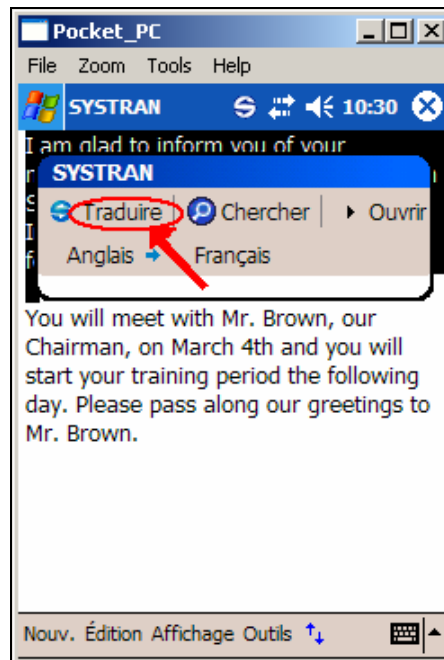 Pocket_PC
File Zoom Tools Help
SYSTRAN 10:30
I am glad to inform you of your
SYSTRAN
Traduire Chercher Ouvrir
Anglais Français
You will meet with Mr. Brown, our
Chairman, on March 4th and you will
start your training period the following
day. Please pass along our greetings to
Mr. Brown.
Nouv. Édition Affichage Outils